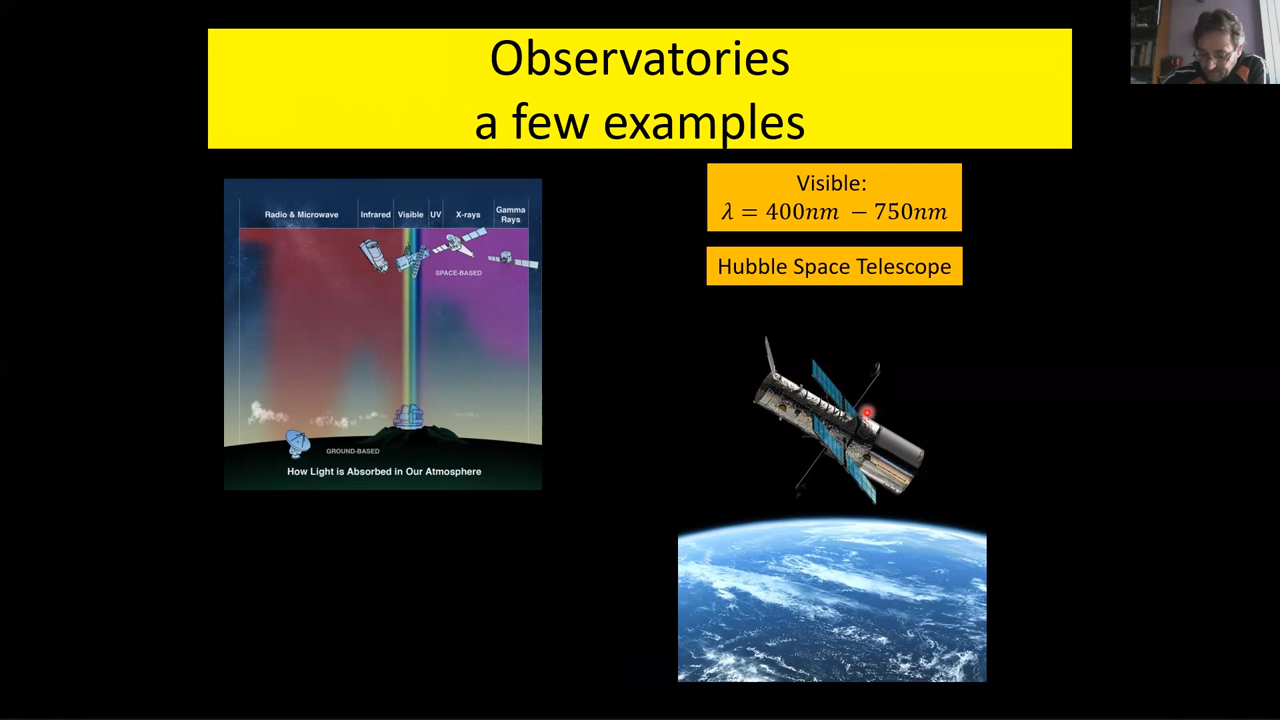 Observatories
a few examples
Radio & Microwave Infrared Visible UV X-rays Gamma Rays
SPACE-BASED
GROUND-BASED
How Light is Absorbed in Our Atmosphere
Visible:
λ = 400nm − 750nm
Hubble Space Telescope